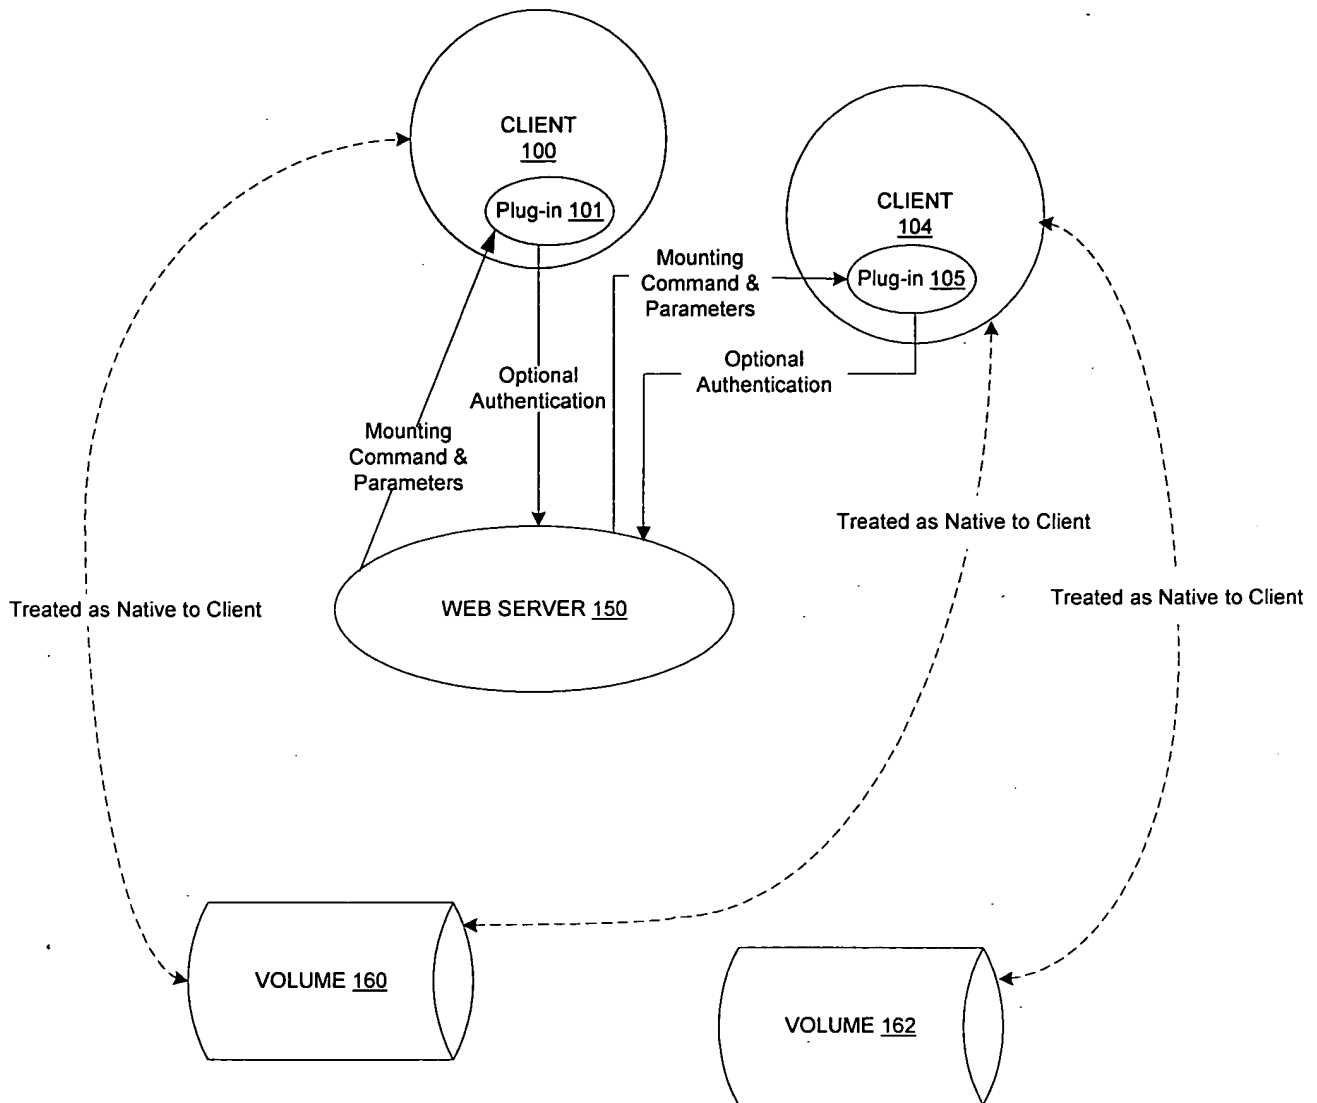 CLIENT
100
Plug-in 101
CLIENT
104
Plug-in 105
Mounting
Command &
Parameters
Optional
Authentication
Optional
Authentication
Mounting
Command &
Parameters
Treated as Native to Client
Treated as Native to Client
Treated as Native to Client
WEB SERVER 150
VOLUME 160
VOLUME 162